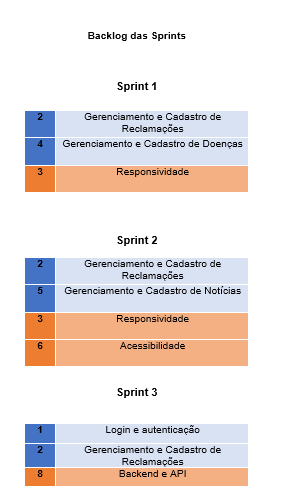 Backlog das Sprints
Sprint 1
2 Gerenciamento e Cadastro de
Reclamações
4 Gerenciamento e Cadastro de Doenças
3 Responsividade
Sprint 2
2 Gerenciamento e Cadastro de
Reclamações
5 Gerenciamento e Cadastro de Notícias
3 Responsividade
6 Acessibilidade
Sprint 3
1 Login e autenticação
2 Gerenciamento e Cadastro de
Reclamações
8 Backend e API